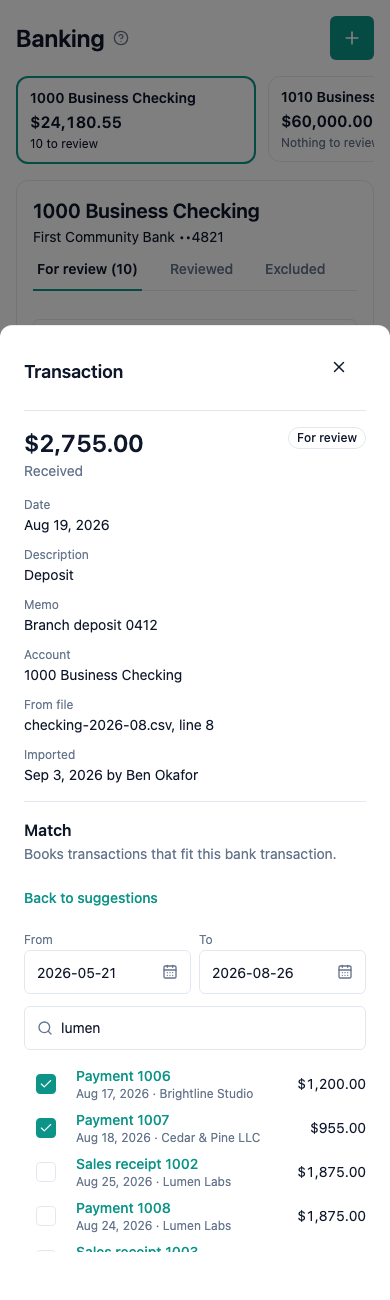 Banking
1000 Business Checking
$24,180.55
10 to review
1010 Business
$60,000.00
Nothing to review
1000 Business Checking
First Community Bank ••4821
For review (10)
Reviewed
Excluded
Transaction
$2,755.00
For review
Received
Date
Aug 19, 2026
Description
Deposit
Memo
Branch deposit 0412
Account
1000 Business Checking
From file
checking-2026-08.csv, line 8
Imported
Sep 3, 2026 by Ben Okafor
Match
Books transactions that fit this bank transaction.
Back to suggestions
From
To
2026-05-21
2026-08-26
lumen
Payment 1006
$1,200.00
Aug 17, 2026 · Brightline Studio
Payment 1007
$955.00
Aug 18, 2026 · Cedar & Pine LLC
Sales receipt 1002
$1,875.00
Aug 25, 2026 · Lumen Labs
Payment 1008
$1,875.00
Aug 24, 2026 · Lumen Labs
Sales receipt 1003